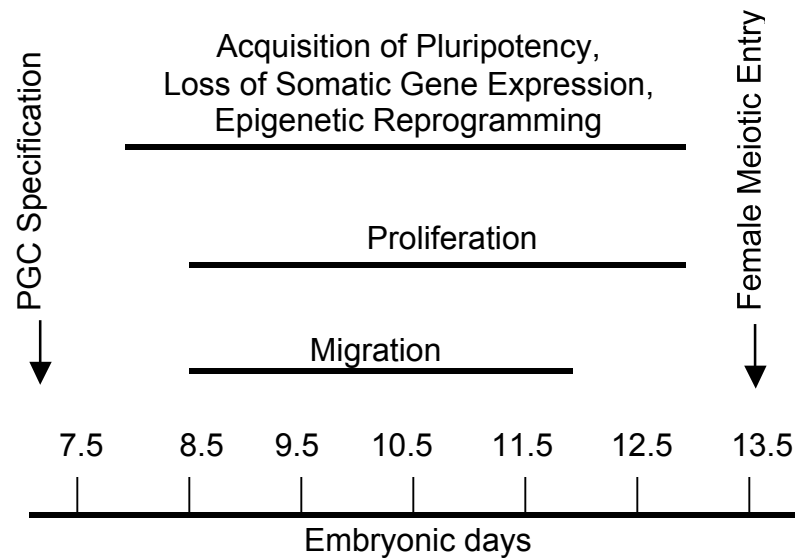 Acquisition of Pluripotency,
Loss of Somatic Gene Expression,
Epigenetic Reprogramming
PGC Specification
Female Meiotic Entry
Proliferation
Migration
7.5 8.5 9.5 10.5 11.5 12.5 13.5
Embryonic days